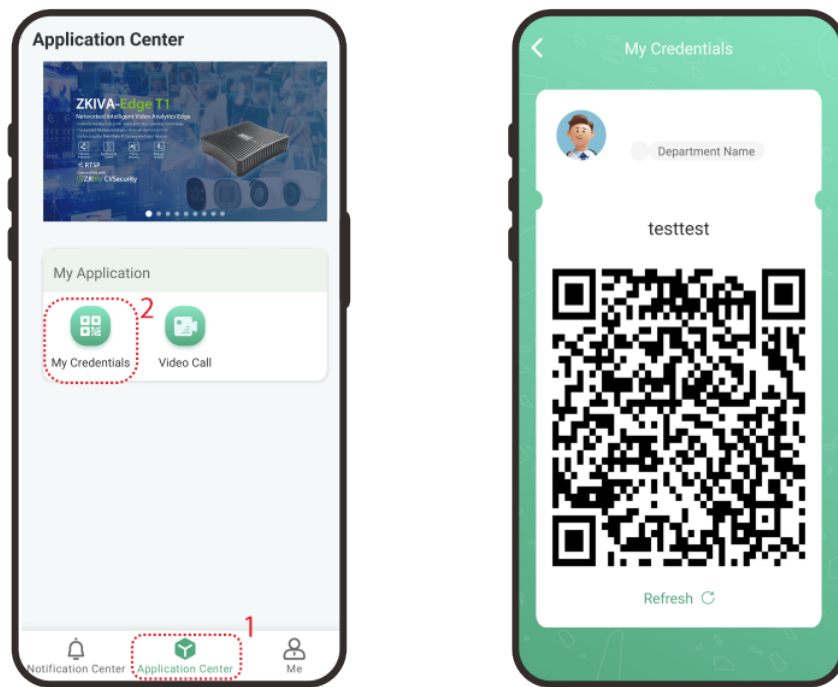 Application Center
ZKIVA-Edge T1
Networked Intelligent Video Analytics Edge
RTSP
CVSecurity
My Application
2
My Credentials
Video Call
1
Notification Center
Application Center
Me
My Credentials
Department Name
testtest
Refresh